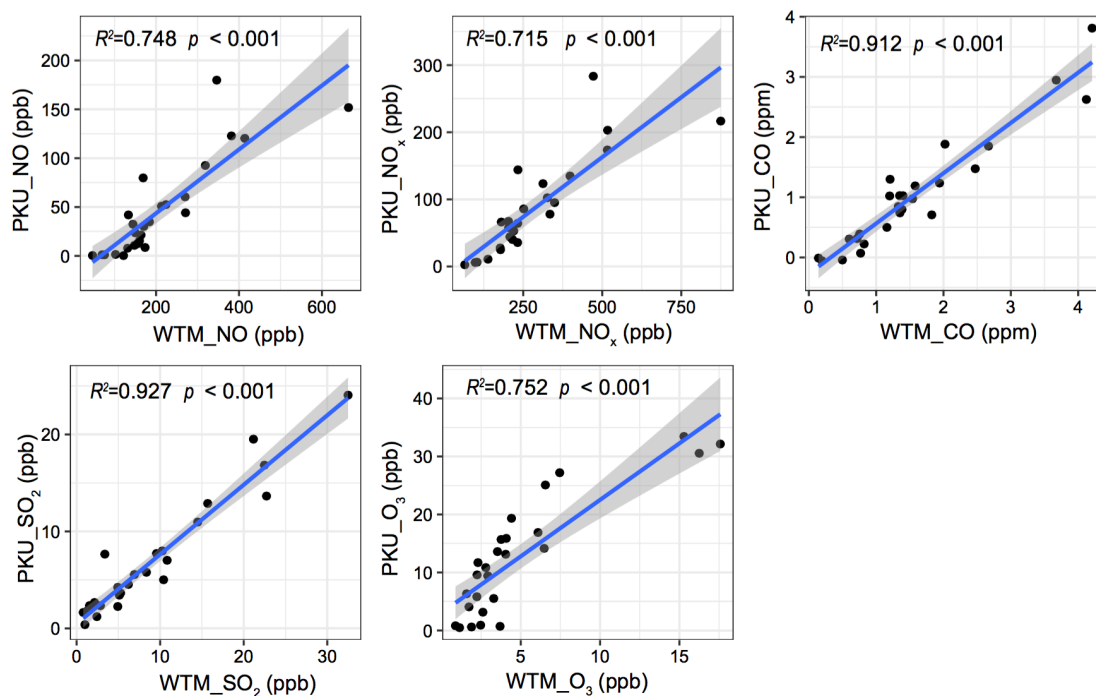 R²=0.748 p < 0.001
200
150
100
50
0
200 400 600
PKU_NO (ppb)
WTM_NO (ppb)
R²=0.715 p < 0.001
300
200
100
0
250 500 750
PKU_NOₓ (ppb)
WTM_NOₓ (ppb)
R²=0.912 p < 0.001
4
3
2
1
0
0 1 2 3 4
PKU_CO (ppm)
WTM_CO (ppm)
R²=0.927 p < 0.001
20
10
0
0 10 20 30
PKU_SO₂ (ppb)
WTM_SO₂ (ppb)
R²=0.752 p < 0.001
40
30
20
10
0
5 10 15
PKU_O₃ (ppb)
WTM_O₃ (ppb)